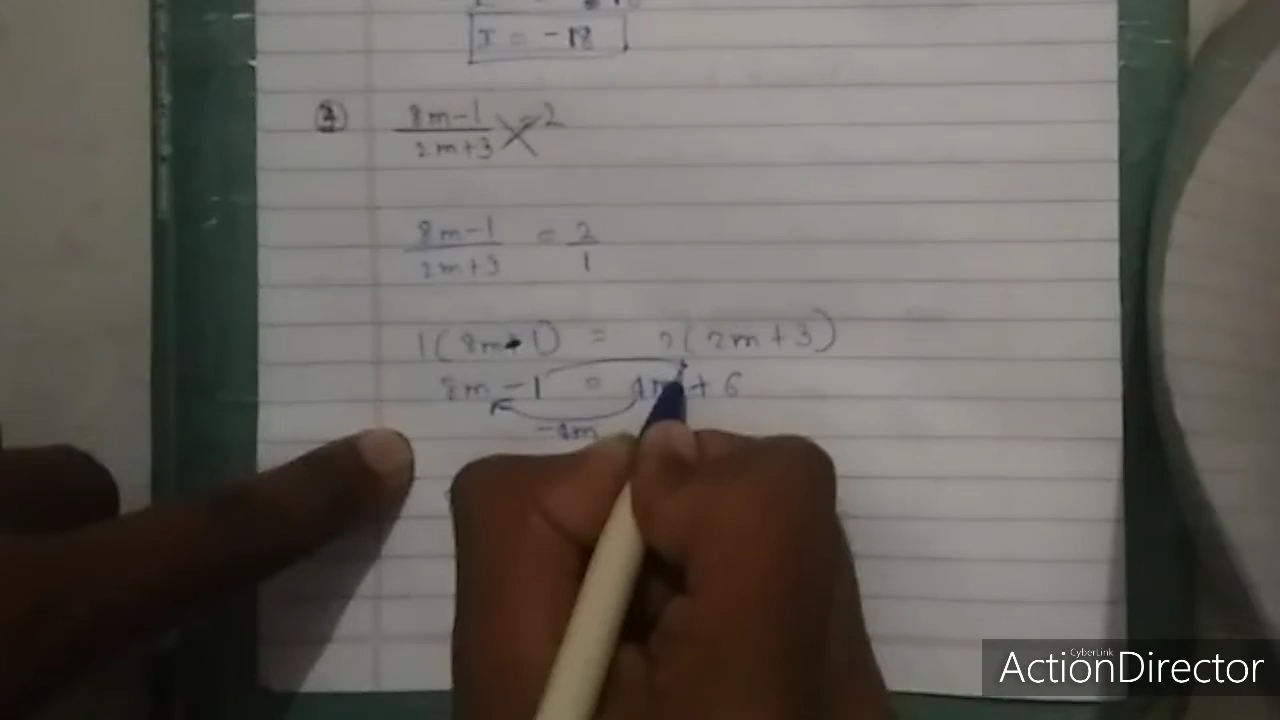 x = -18
③ 8m-1 / 2m+3 = 2
8m-1 / 2m+3 = 2 / 1
1(8m-1) = 2(2m+3)
8m - 1 = 4m + 6
-4m
CyberLink
ActionDirector